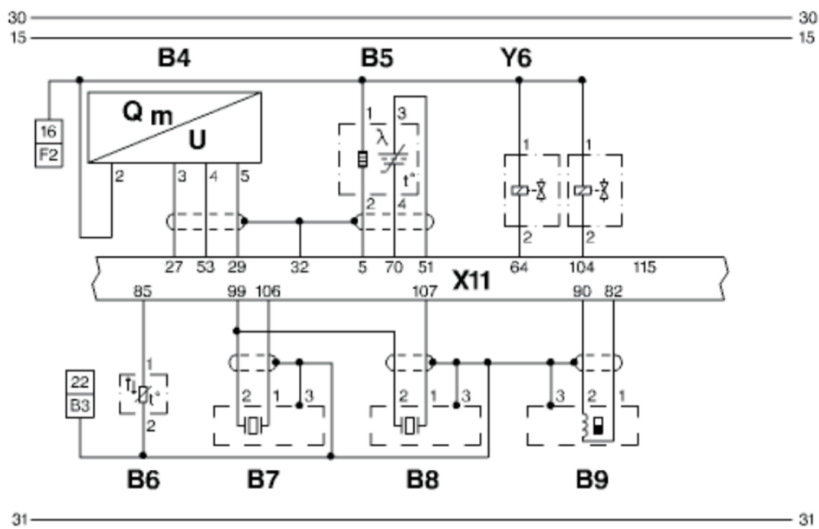 30 30
15 15
B4 B5 Y6
16
F2
Q m
U
1 3
λ
t°
1 1
2 3 4 5
2 4
2 2
27 53 29 32 5 70 51 64 104 115
X11
85 99 106 107 90 82
22
B3
1
t°
2
2 1 3
2 1 3
3 2 1
B6 B7 B8 B9
31 31